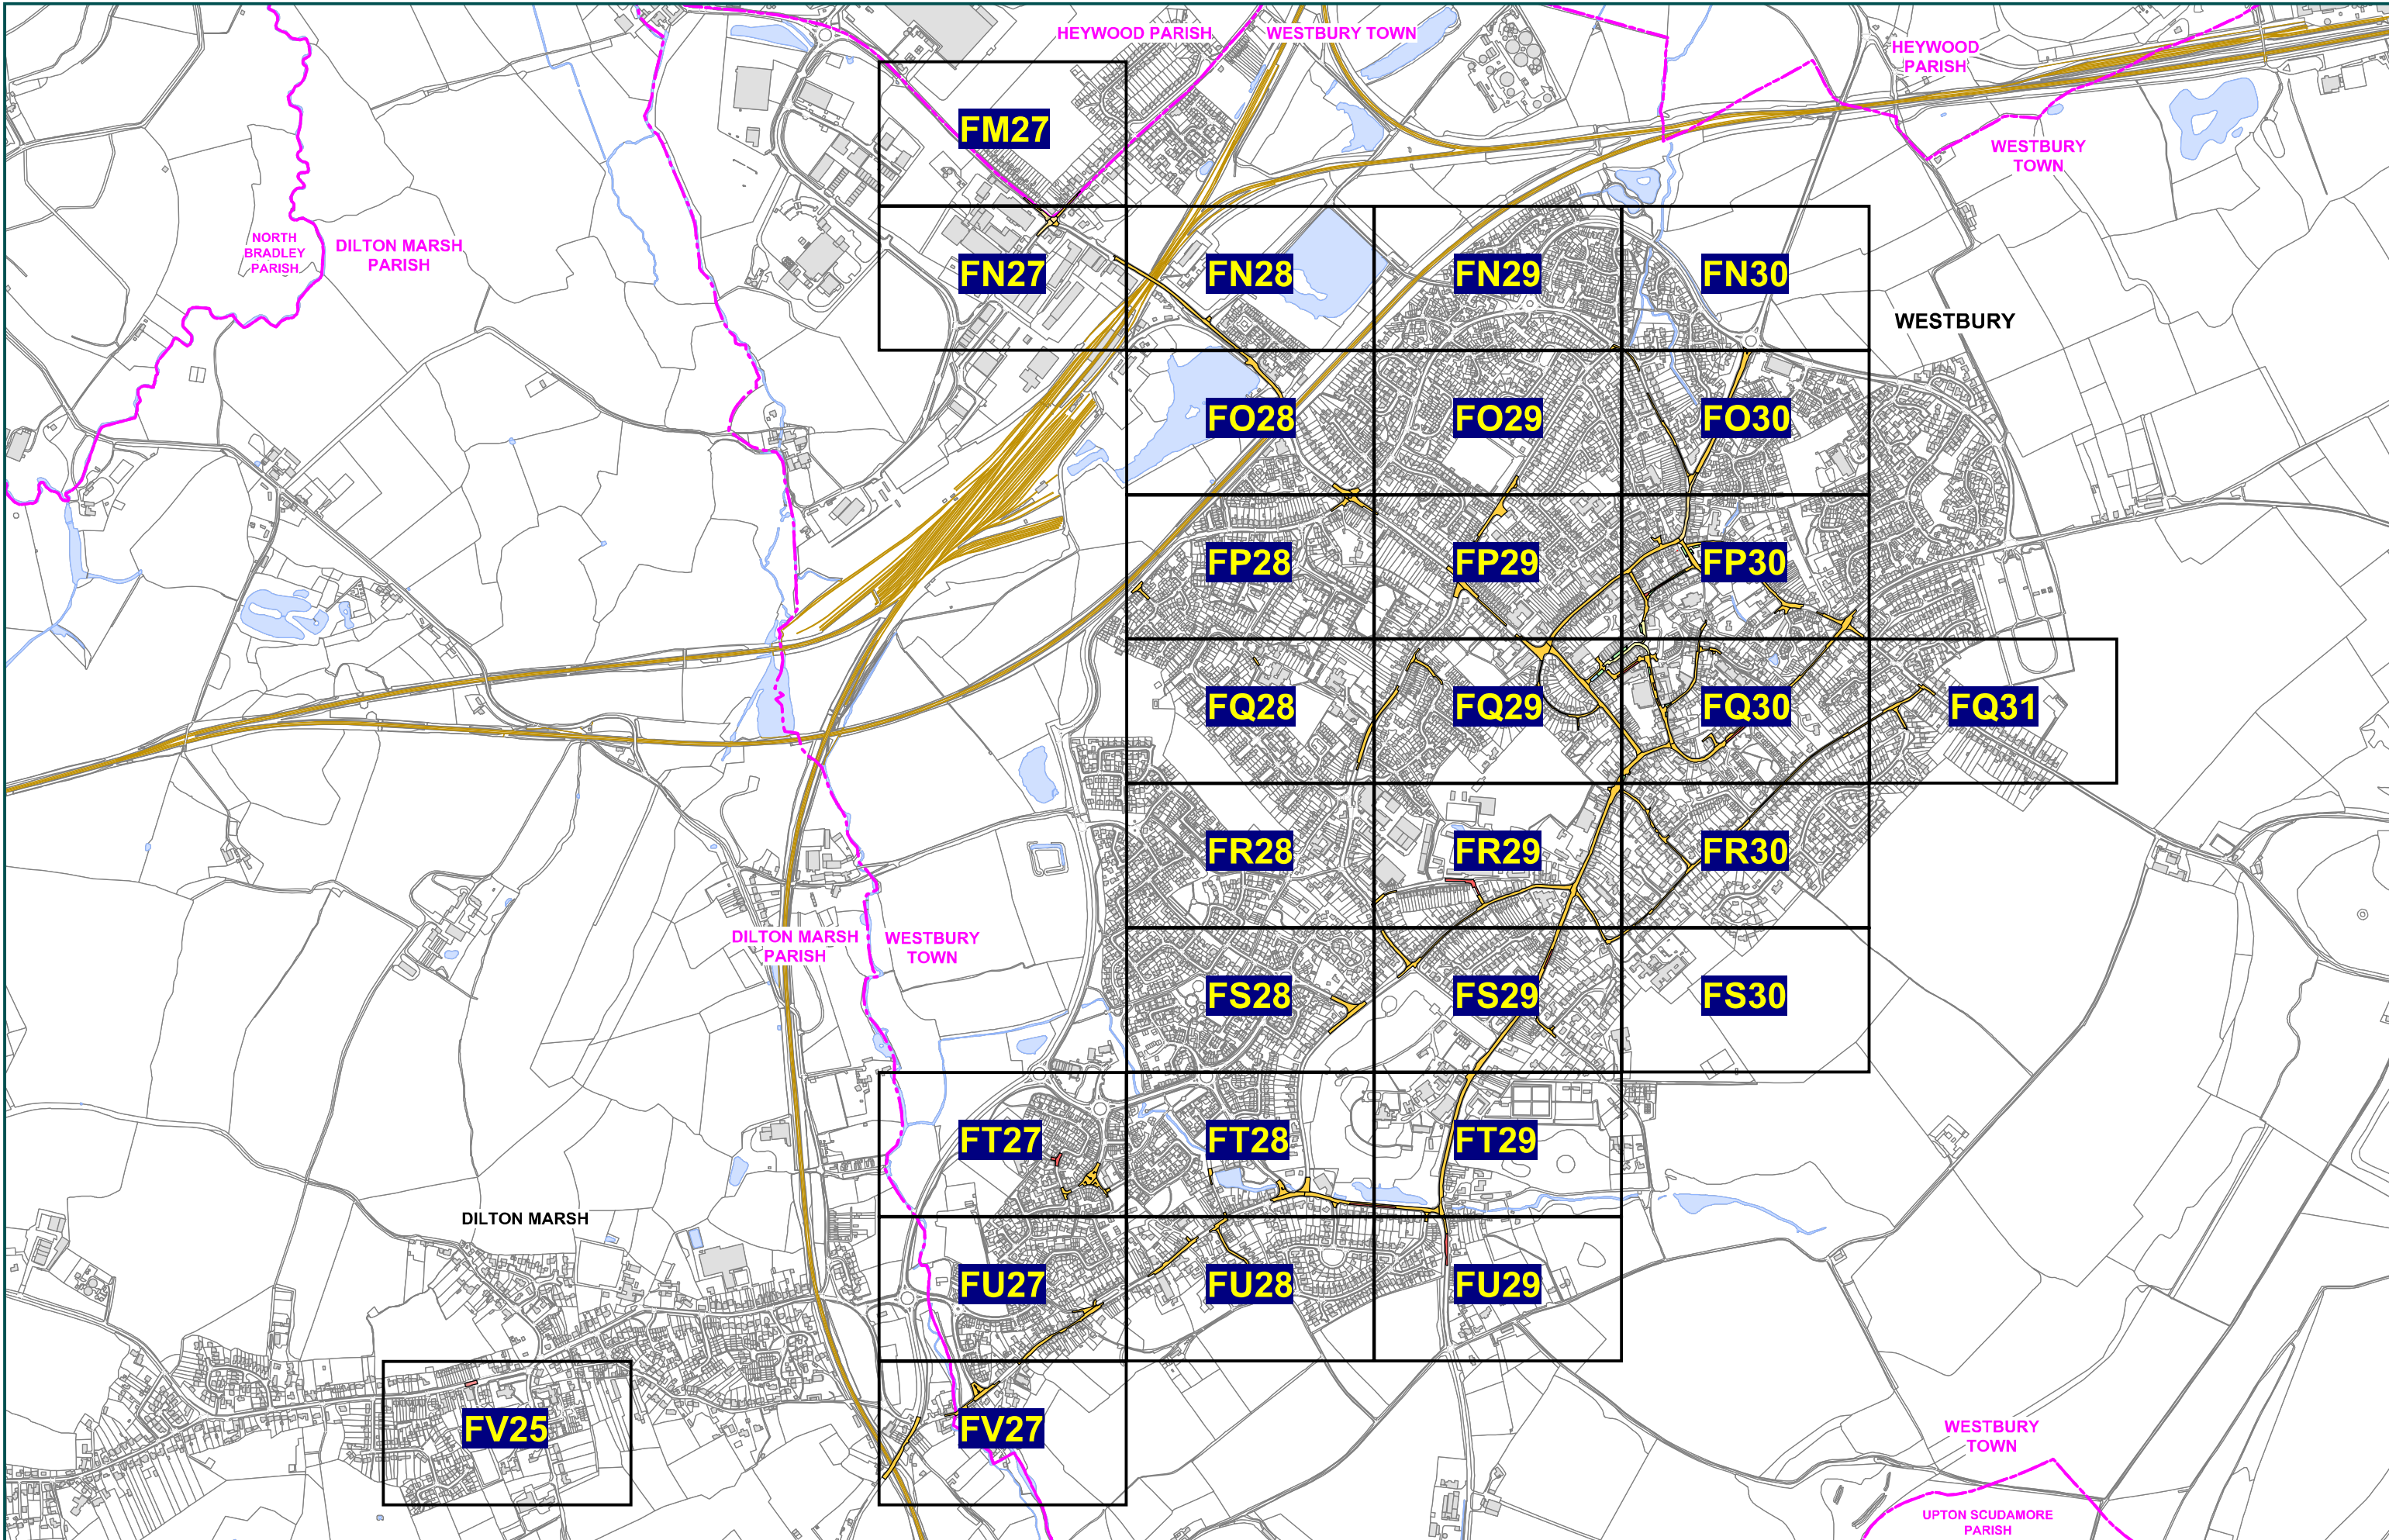 HEYWOOD PARISH
WESTBURY TOWN
HEYWOOD
PARISH
FM27
WESTBURY
TOWN
NORTH
BRADLEY
PARISH
DILTON MARSH
PARISH
FN27
FN28
FN29
FN30
WESTBURY
FO28
FO29
FO30
FP28
FP29
FP30
FQ28
FQ29
FQ30
FQ31
FR28
FR29
FR30
DILTON MARSH
PARISH
WESTBURY
TOWN
FS28
FS29
FS30
FT27
FT28
FT29
DILTON MARSH
FU27
FU28
FU29
FV25
FV27
WESTBURY
TOWN
UPTON SCUDAMORE
PARISH